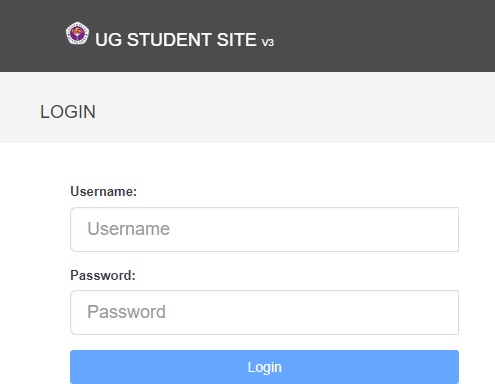 UG STUDENT SITE V3
LOGIN
Username:
Username
Password:
Password
Login